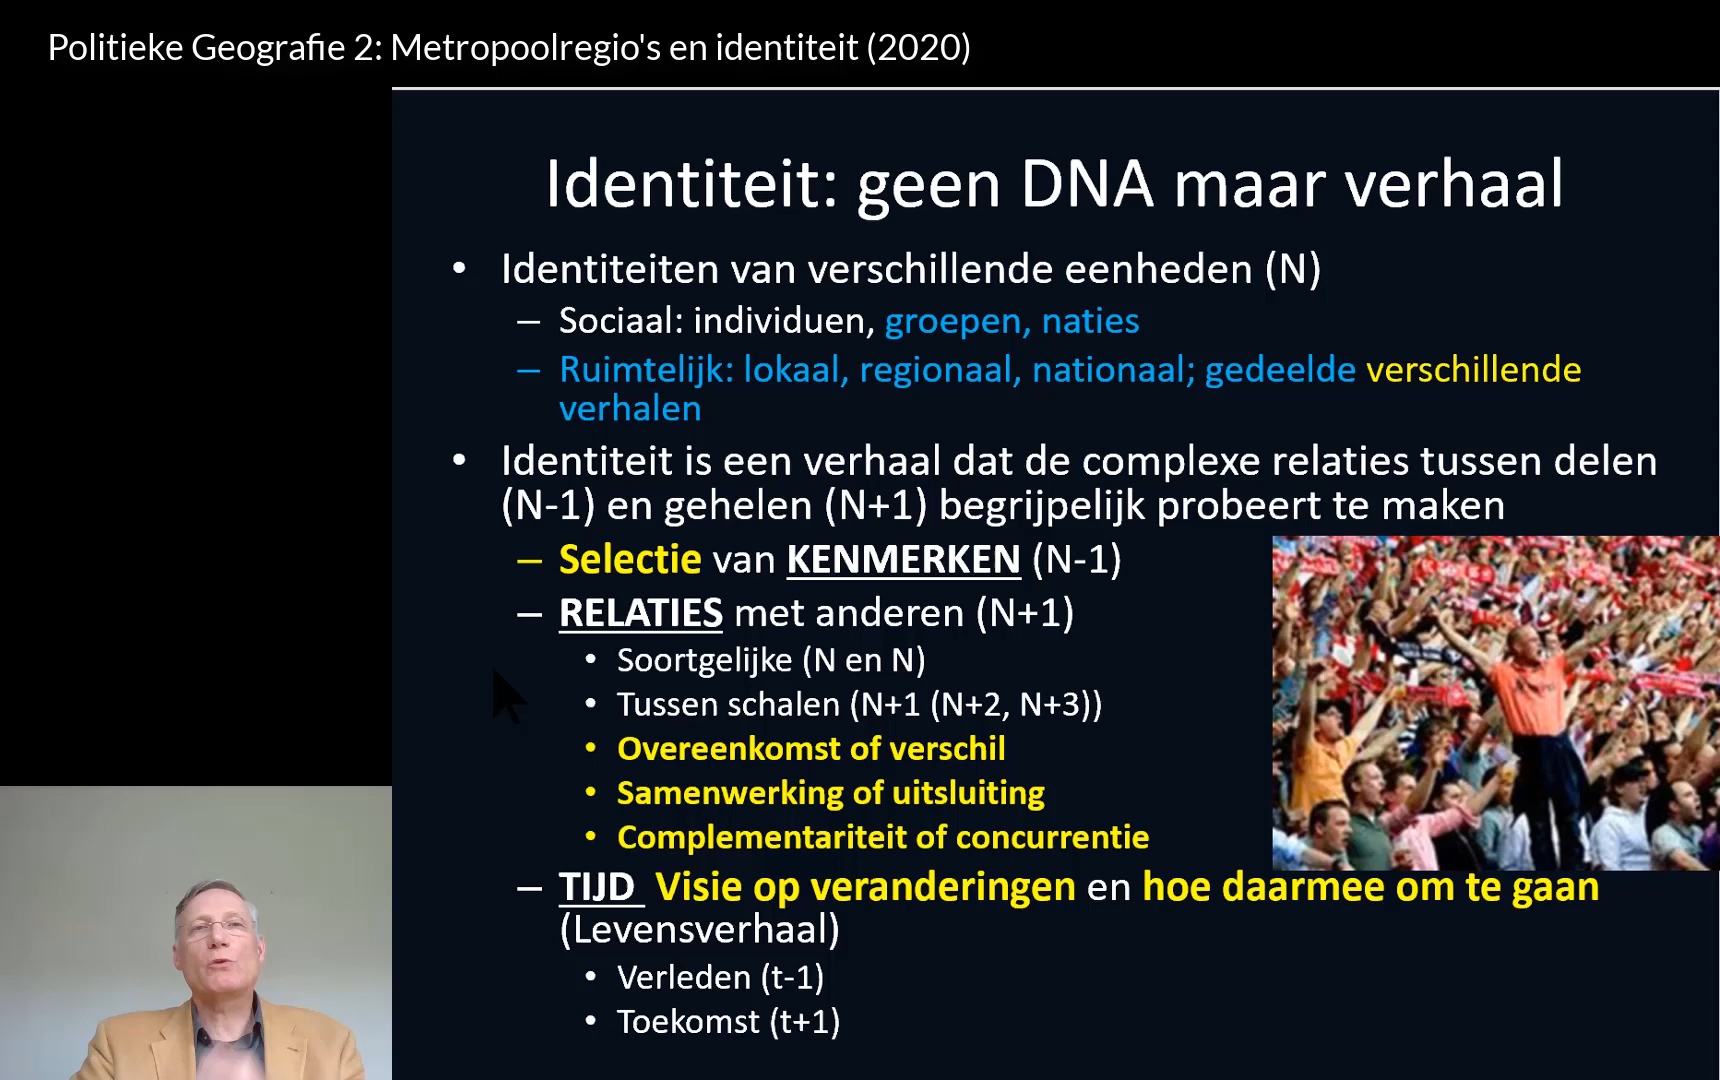 Politieke Geografie 2: Metropoolregio's en identiteit (2020)
Identiteit: geen DNA maar verhaal
• Identiteiten van verschillende eenheden (N)
– Sociaal: individuen, groepen, naties
– Ruimtelijk: lokaal, regionaal, nationaal; gedeelde verschillende
verhalen
• Identiteit is een verhaal dat de complexe relaties tussen delen
(N-1) en gehelen (N+1) begrijpelijk probeert te maken
– Selectie van KENMERKEN (N-1)
– RELATIES met anderen (N+1)
• Soortgelijke (N en N)
• Tussen schalen (N+1 (N+2, N+3))
• Overeenkomst of verschil
• Samenwerking of uitsluiting
• Complementariteit of concurrentie
– TIJD Visie op veranderingen en hoe daarmee om te gaan
(Levensverhaal)
• Verleden (t-1)
• Toekomst (t+1)